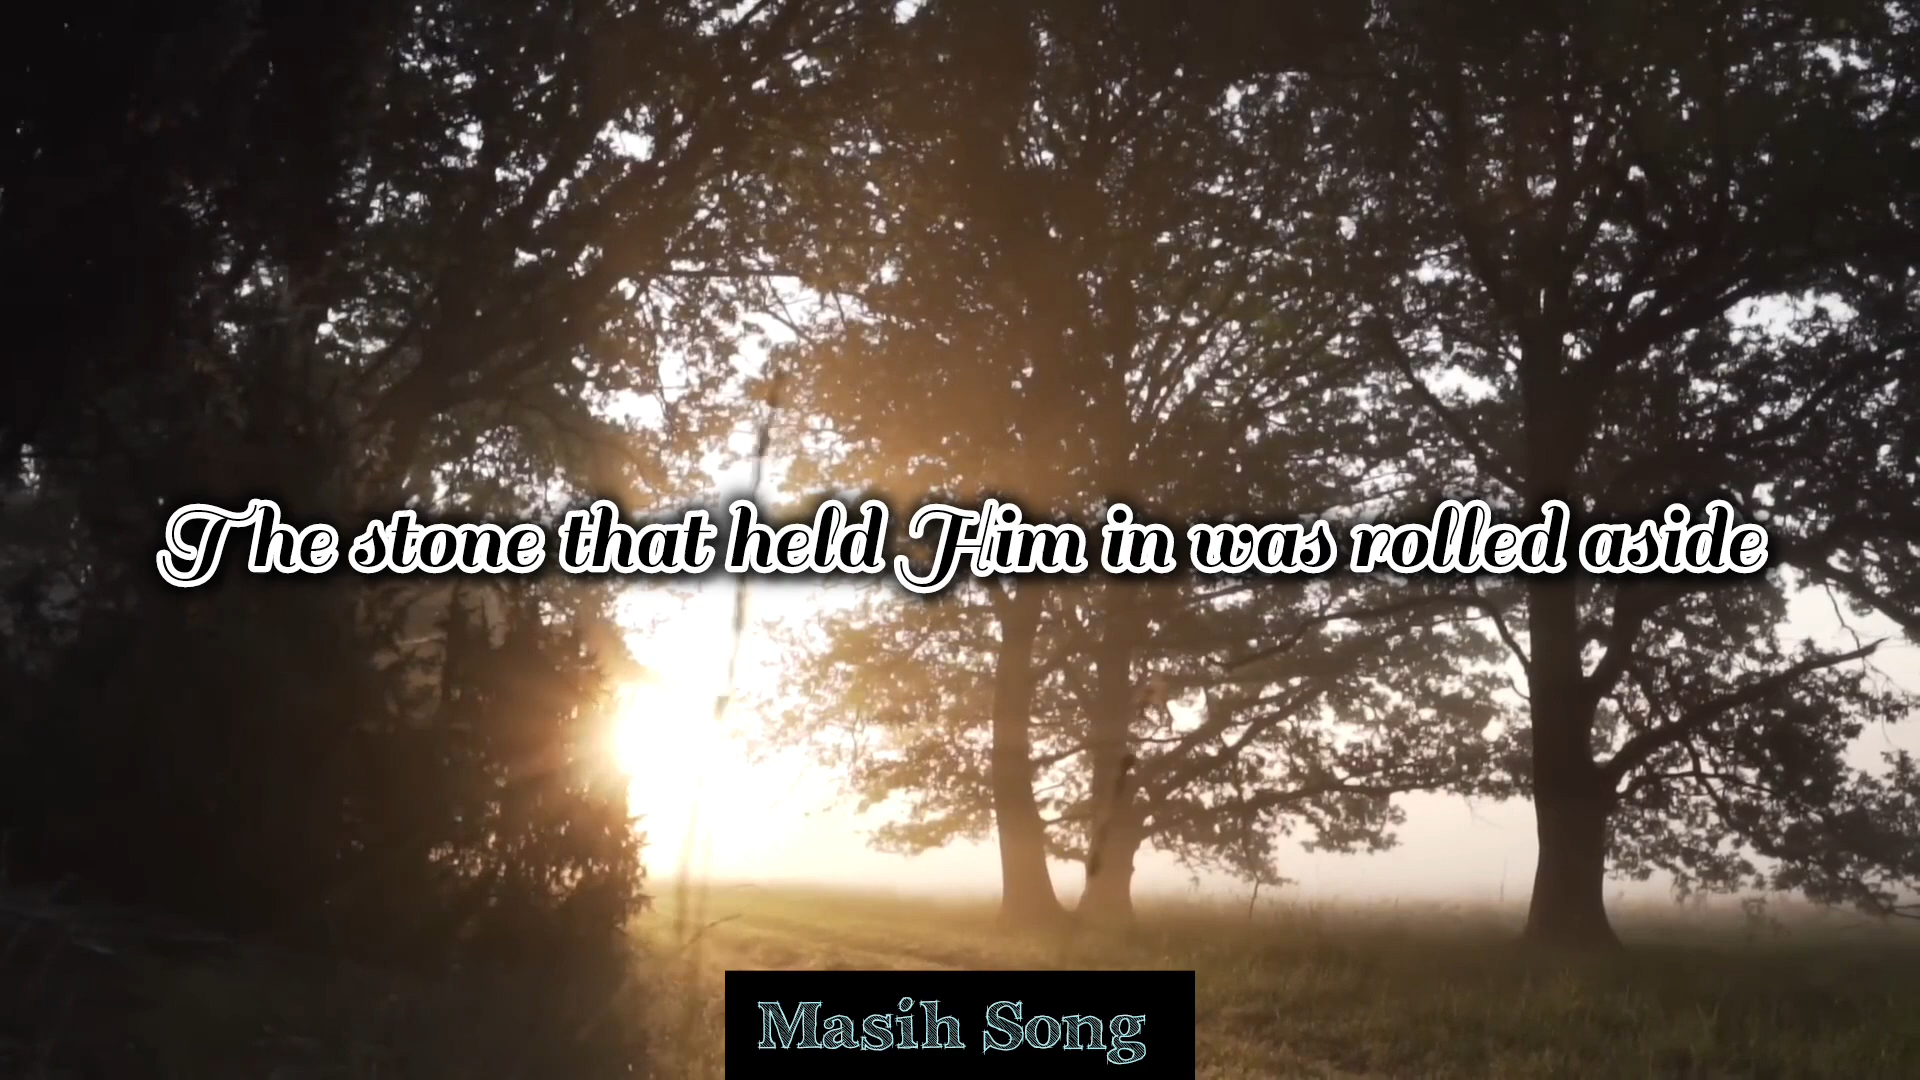 The stone that held Him in was rolled aside
Masih Song